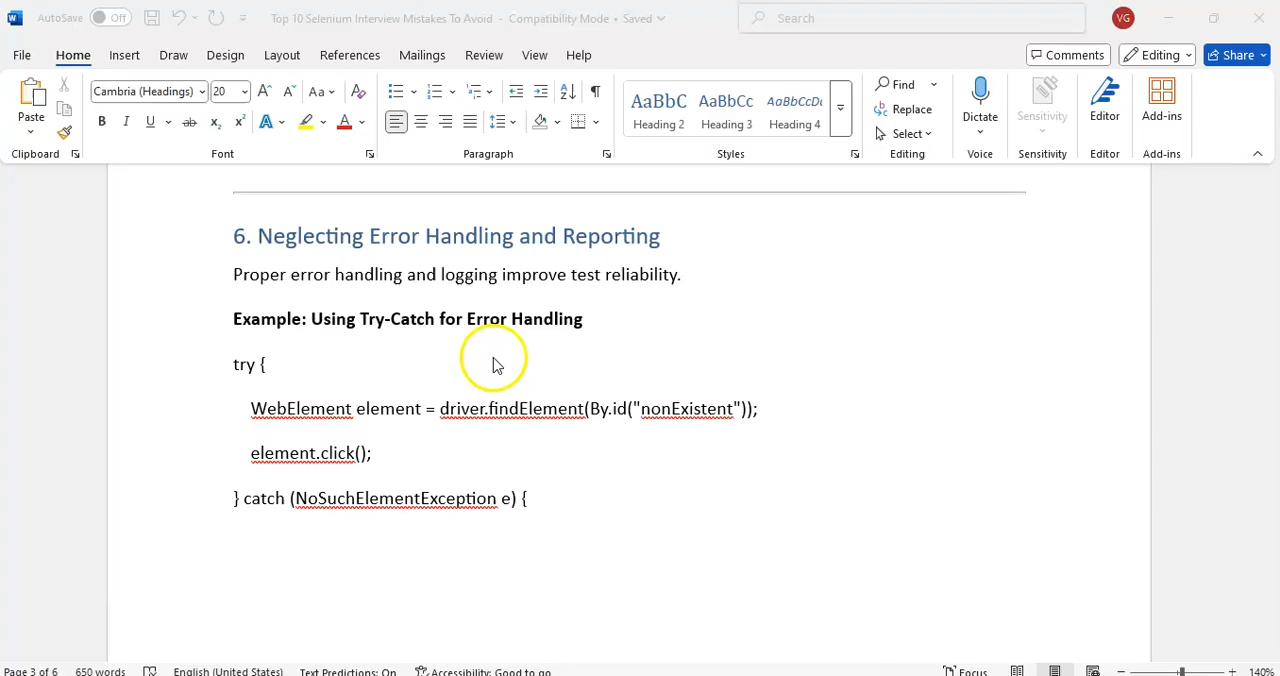 AutoSave Off Top 10 Selenium Interview Mistakes To Avoid - Compatibility Mode • Saved Search VG
File Home Insert Draw Design Layout References Mailings Review View Help Comments Editing Share
Cambria (Headings) 20 Aa AaBbC AaBbCc AaBbCcDc Find
Paste Heading 2 Heading 3 Heading 4 Replace Dictate Sensitivity Editor Add-ins
B I U ab x₂ x² A A Select
Clipboard Font Paragraph Styles Editing Voice Sensitivity Editor Add-ins
6. Neglecting Error Handling and Reporting
Proper error handling and logging improve test reliability.
Example: Using Try-Catch for Error Handling
try {
WebElement element = driver.findElement(By.id("nonExistent"));
element.click();
} catch (NoSuchElementException e) {
Page 3 of 6 650 words English (United States) Text Predictions: On Accessibility: Good to go Focus 140%